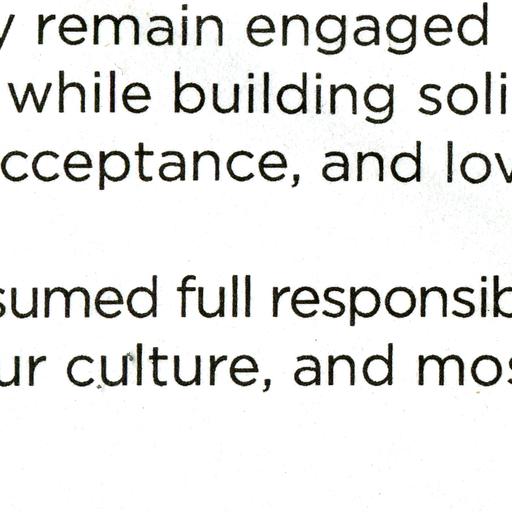 y remain engaged
while building soli
cceptance, and lov
sumed full responsib
ur culture, and mos